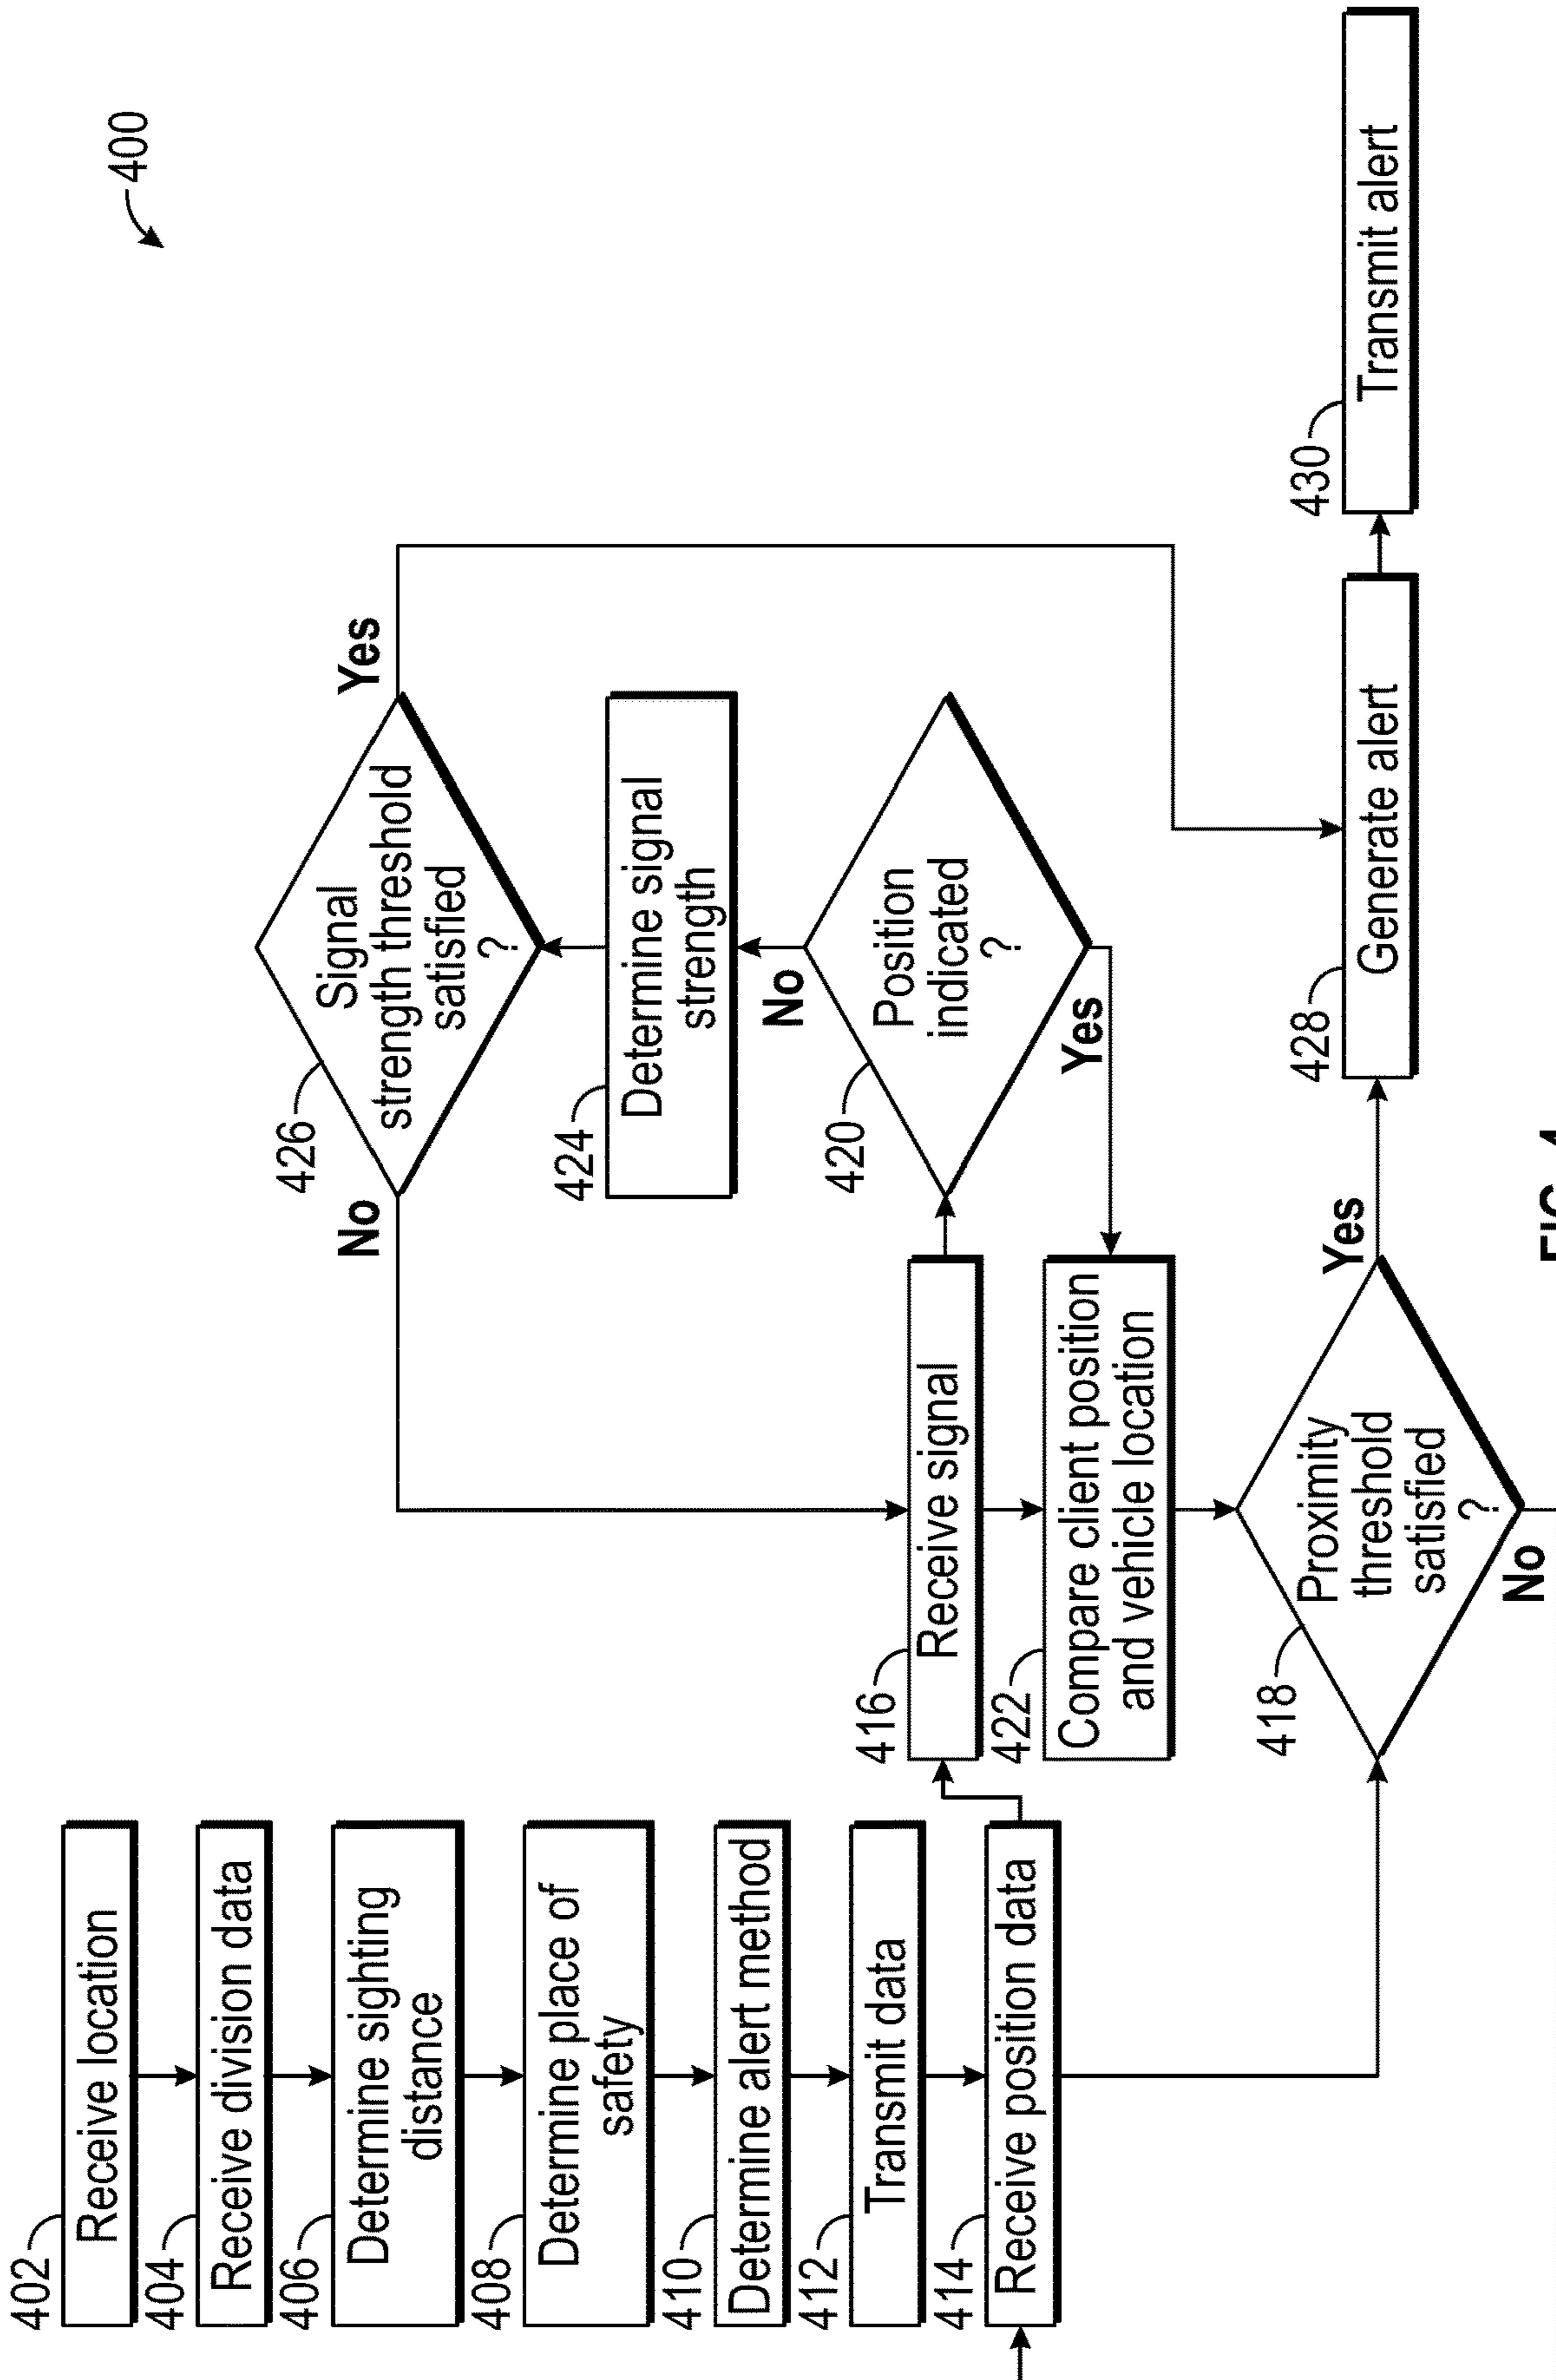 400
402
Receive location
404
Receive division data
406
Determine sighting
distance
408
Determine place of
safety
410
Determine alert method
412
Transmit data
414
Receive position data
416
Receive signal
422
Compare client position
and vehicle location
418
Proximity
threshold
satisfied
?
Yes
No
426
Signal
strength threshold
satisfied
?
No
Yes
424
Determine signal
strength
No
420
Position
indicated
?
Yes
428
Generate alert
430
Transmit alert